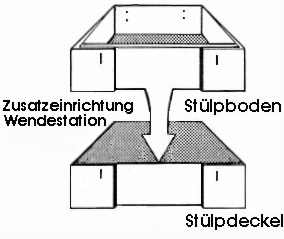 Zusatzeinrichtung
Wendestation
Stülpboden
Stülpdeckel